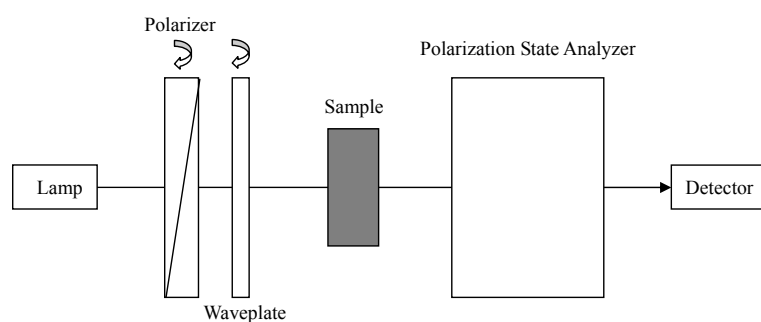 Polarizer
Polarization State Analyzer
Sample
Lamp
Detector
Waveplate